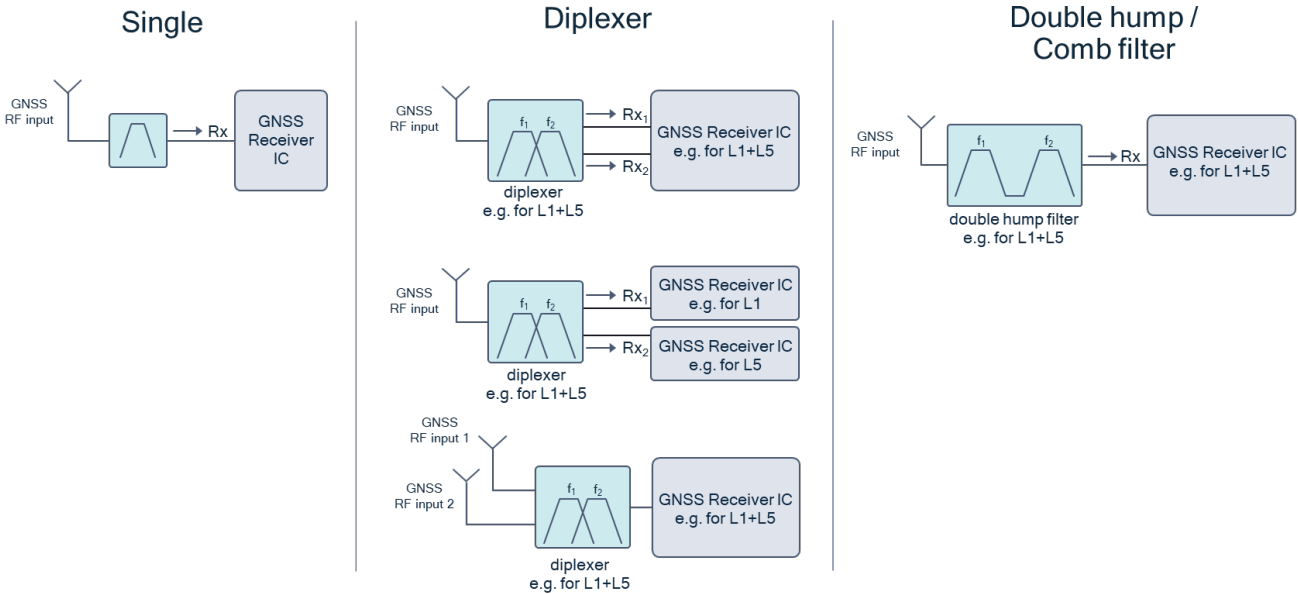 Single
GNSS
RF input
Rx
GNSS
Receiver
IC
Diplexer
GNSS
RF input
f1 f2
Rx1
Rx2
GNSS Receiver IC
e.g. for L1+L5
diplexer
e.g. for L1+L5
GNSS
RF input
f1 f2
Rx1
Rx2
GNSS Receiver IC
e.g. for L1
GNSS Receiver IC
e.g. for L5
diplexer
e.g. for L1+L5
GNSS
RF input 1
GNSS
RF input 2
f1 f2
GNSS Receiver IC
e.g. for L1+L5
diplexer
e.g. for L1+L5
Double hump /
Comb filter
GNSS
RF input
f1 f2
Rx
GNSS Receiver IC
e.g. for L1+L5
double hump filter
e.g. for L1+L5